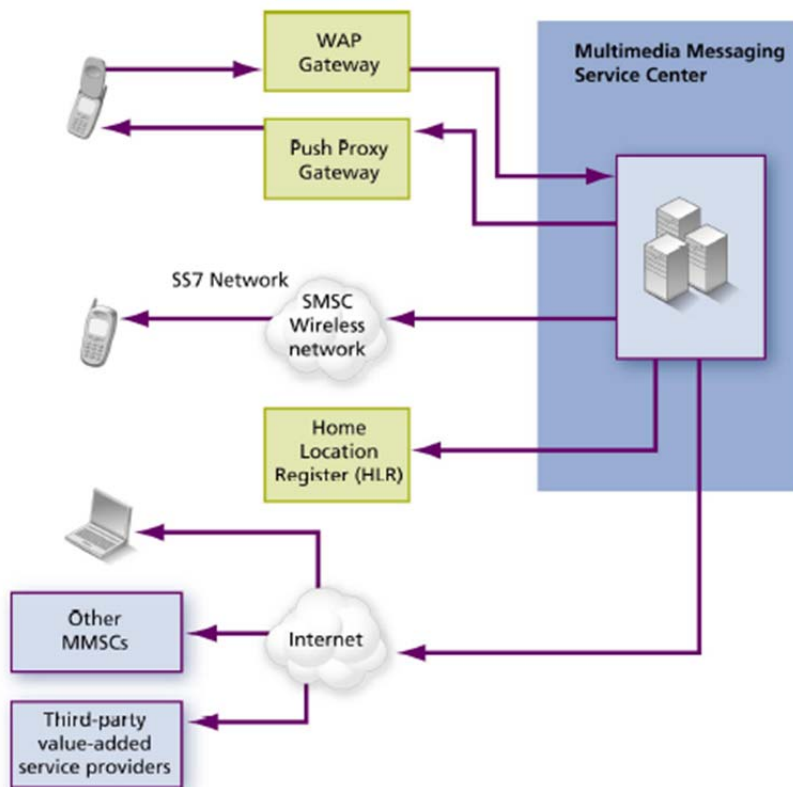 WAP
Gateway
Multimedia Messaging
Service Center
Push Proxy
Gateway
SS7 Network
SMSC
Wireless
network
Home
Location
Register (HLR)
Other
MMSCs
Internet
Third-party
value-added
service providers